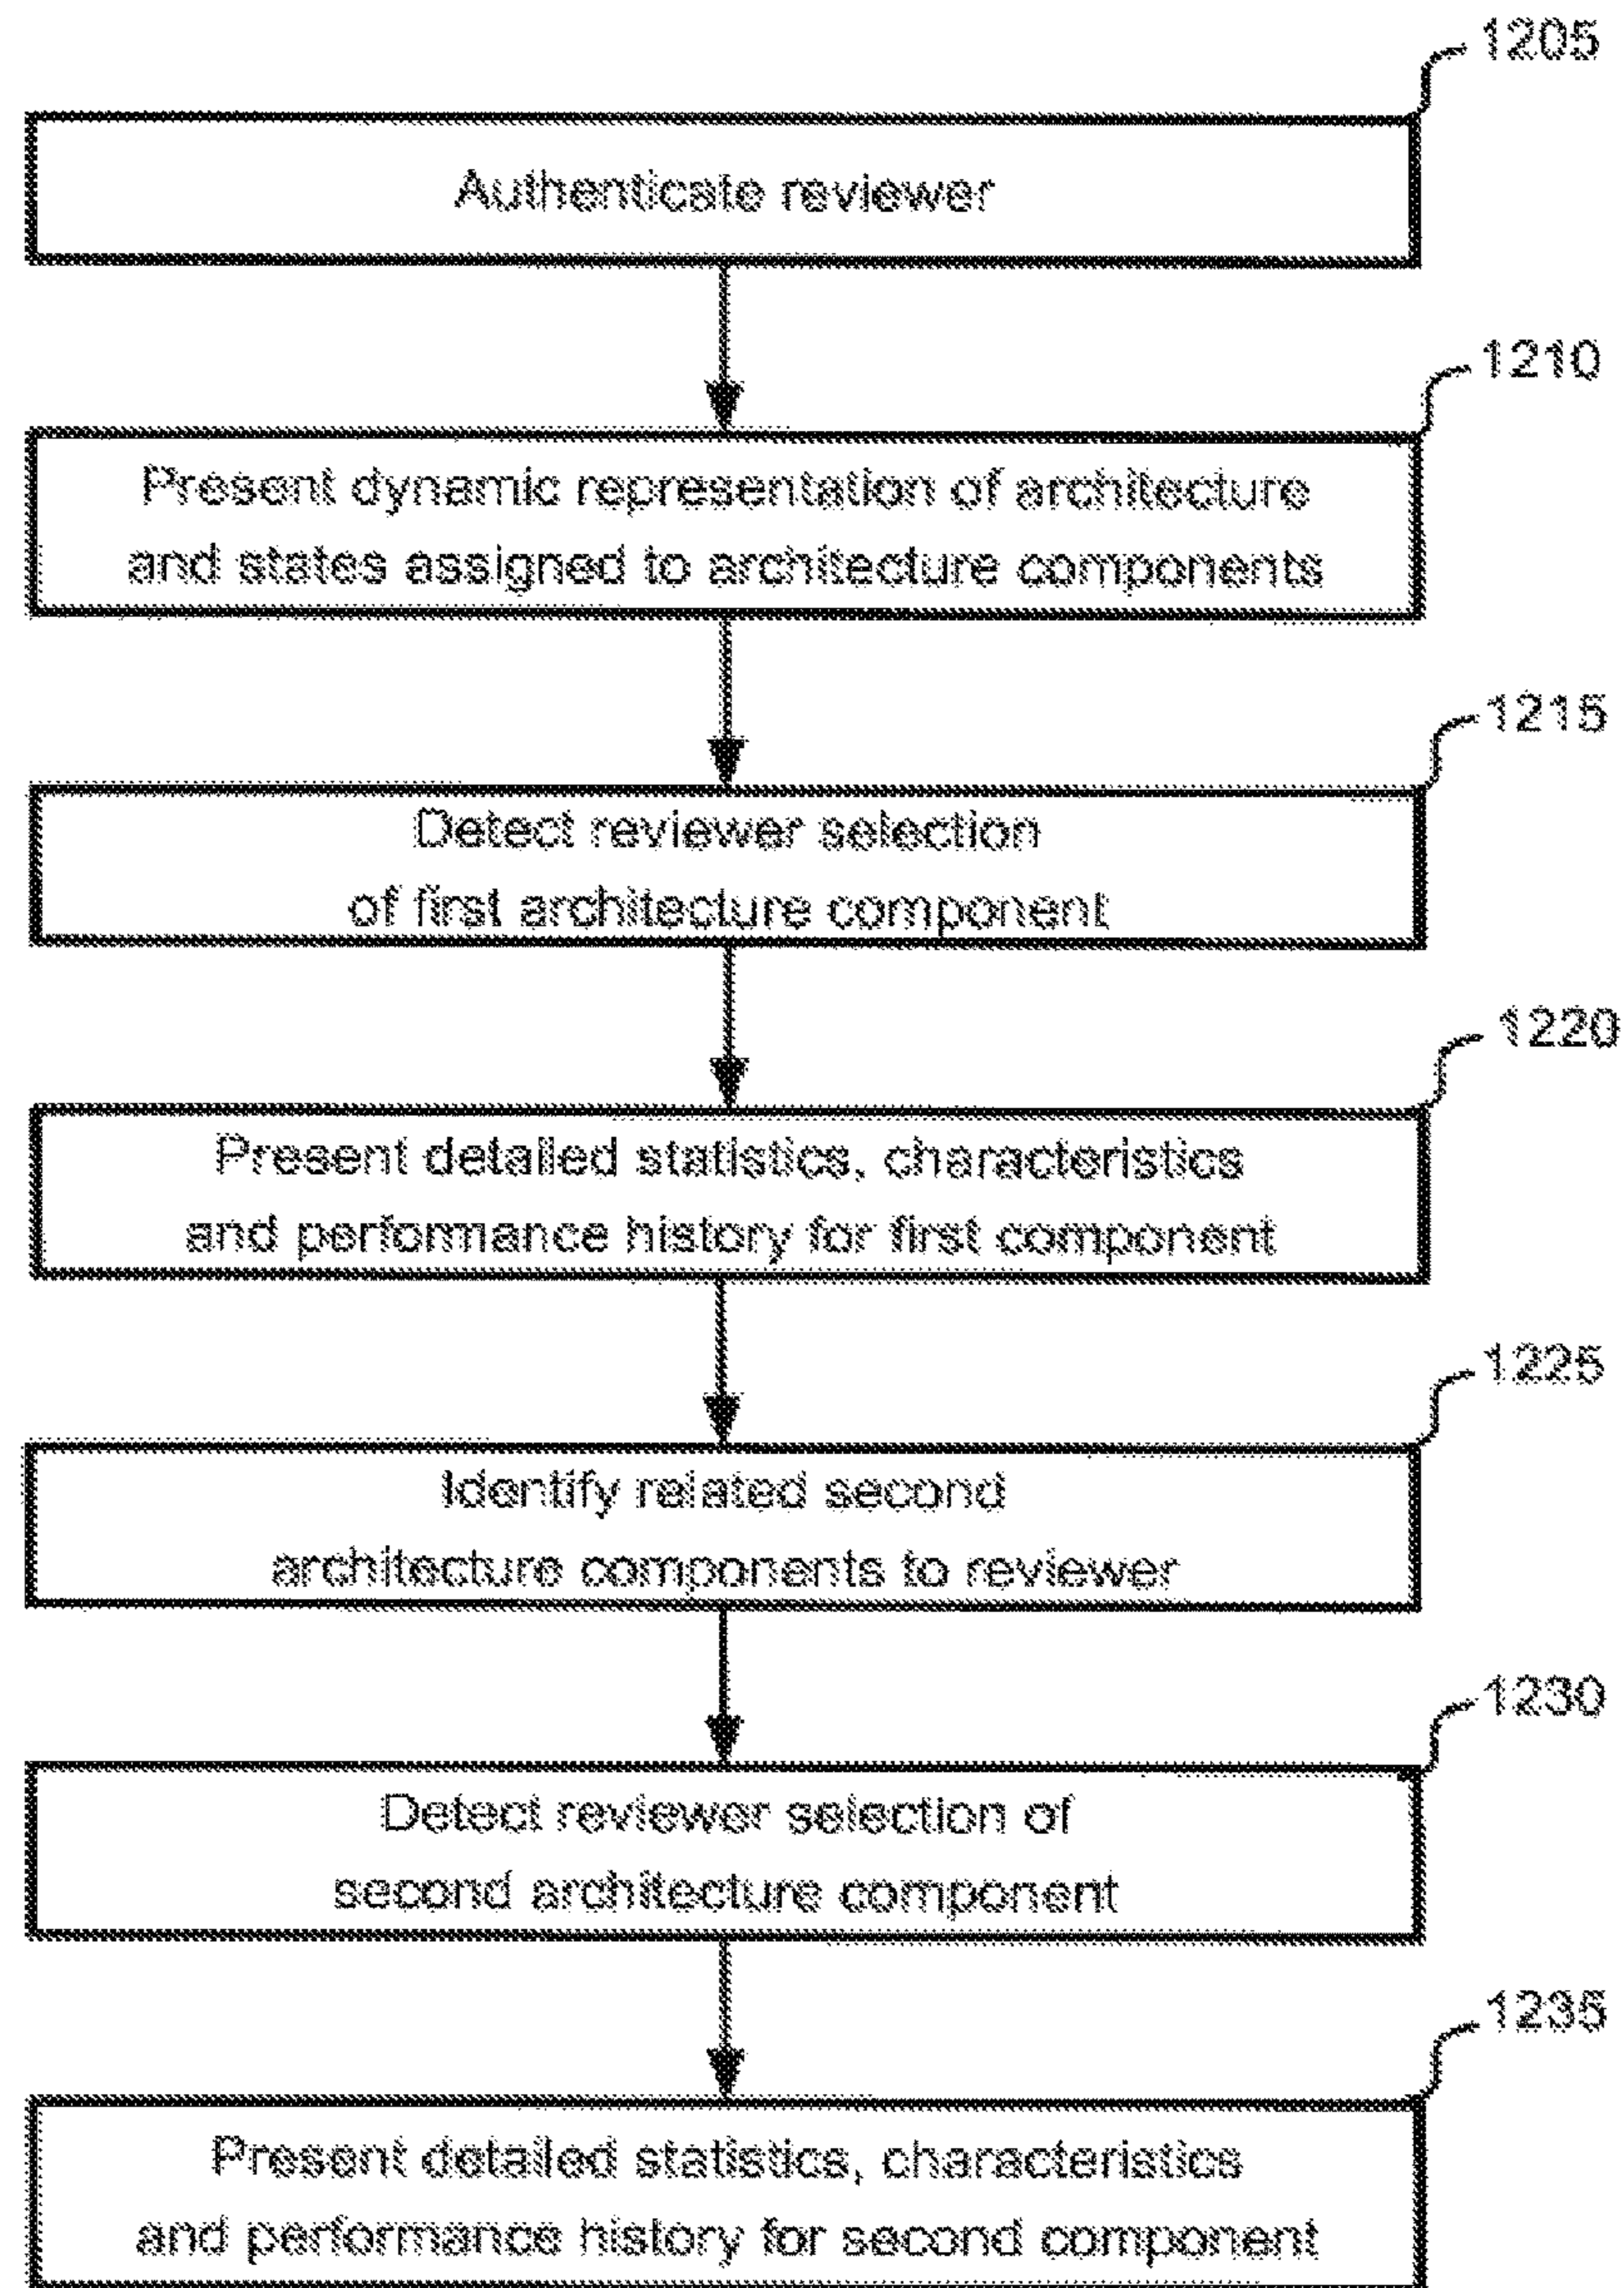 1205
Authenticate reviewer
1210
Present dynamic representation of architecture
and states assigned to architecture components
1215
Detect reviewer selection
of first architecture component
1220
Present detailed statistics, characteristics
and performance history for first component
1225
Identify related second
architecture components to reviewer
1230
Detect reviewer selection of
second architecture component
1235
Present detailed statistics, characteristics
and performance history for second component